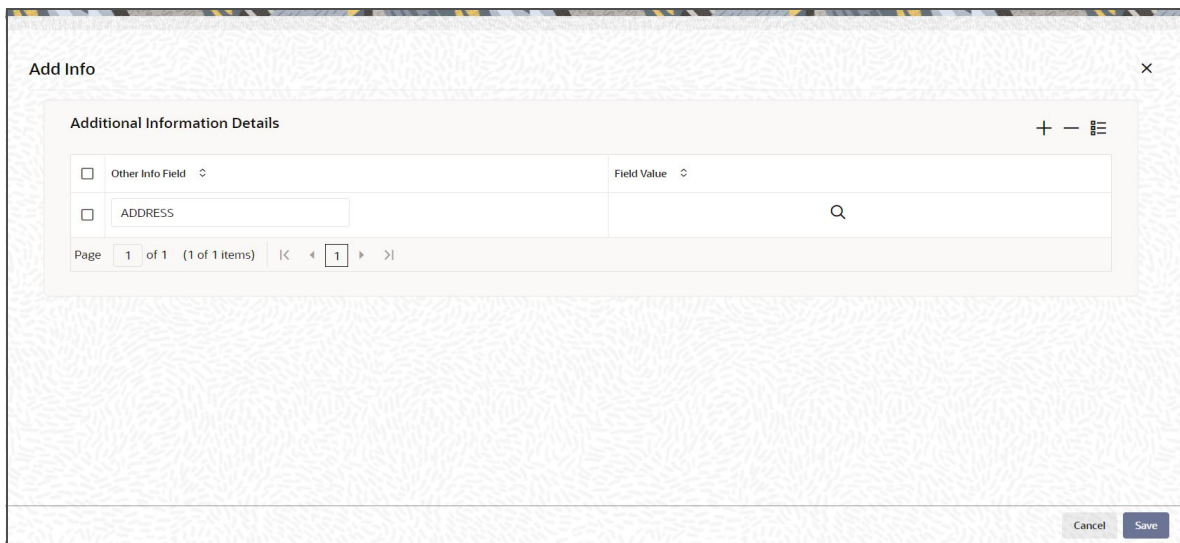 Add Info
Additional Information Details
Other Info Field Field Value
ADDRESS
Page 1 of 1 (1 of 1 items) 1
Cancel Save